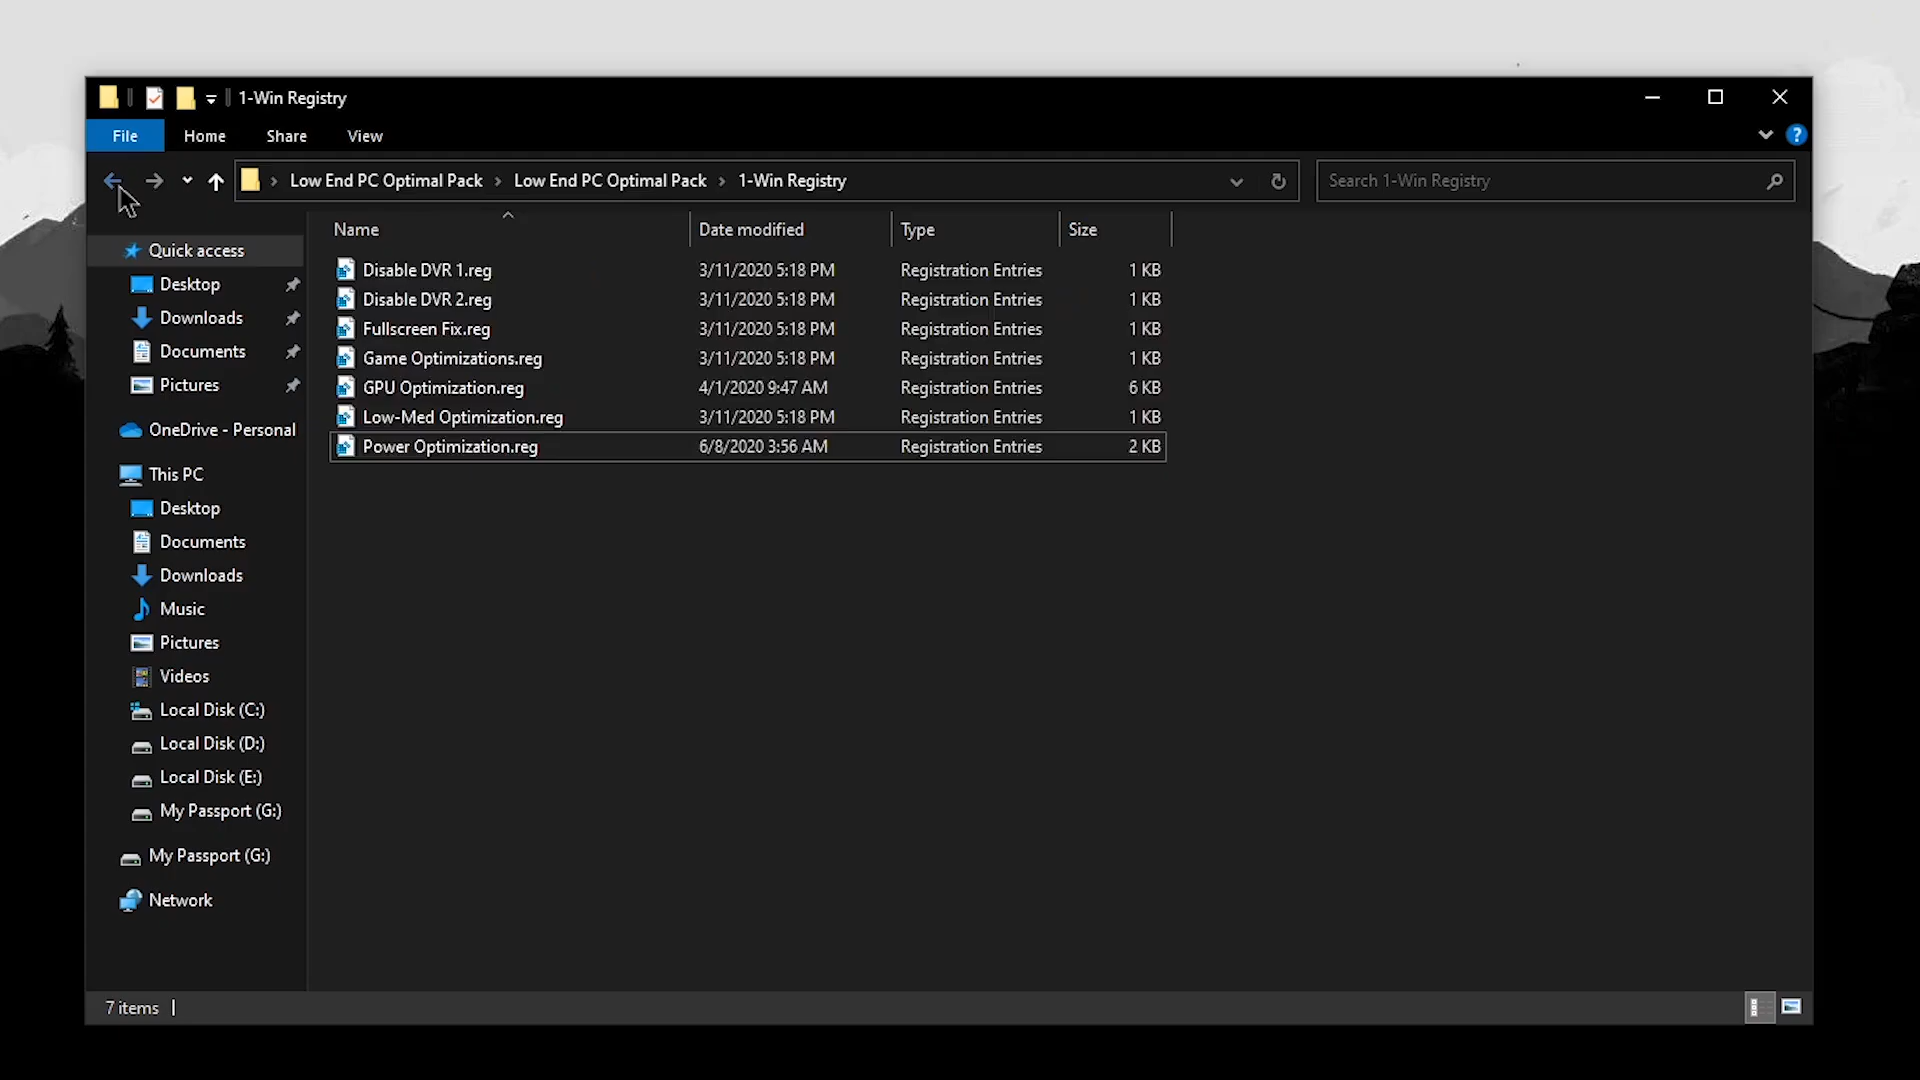 1-Win Registry
File Home Share View ?
Low End PC Optimal Pack Low End PC Optimal Pack 1-Win Registry Search 1-Win Registry
Name Date modified Type Size
Disable DVR 1.reg 3/11/2020 5:18 PM Registration Entries 1 KB
Disable DVR 2.reg 3/11/2020 5:18 PM Registration Entries 1 KB
Fullscreen Fix.reg 3/11/2020 5:18 PM Registration Entries 1 KB
Game Optimizations.reg 3/11/2020 5:18 PM Registration Entries 1 KB
GPU Optimization.reg 4/1/2020 9:47 AM Registration Entries 6 KB
Low-Med Optimization.reg 3/11/2020 5:18 PM Registration Entries 1 KB
Power Optimization.reg 6/8/2020 3:56 AM Registration Entries 2 KB
Quick access
Desktop
Downloads
Documents
Pictures
OneDrive - Personal
This PC
Desktop
Documents
Downloads
Music
Pictures
Videos
Local Disk (C:)
Local Disk (D:)
Local Disk (E:)
My Passport (G:)
My Passport (G:)
Network
7 items